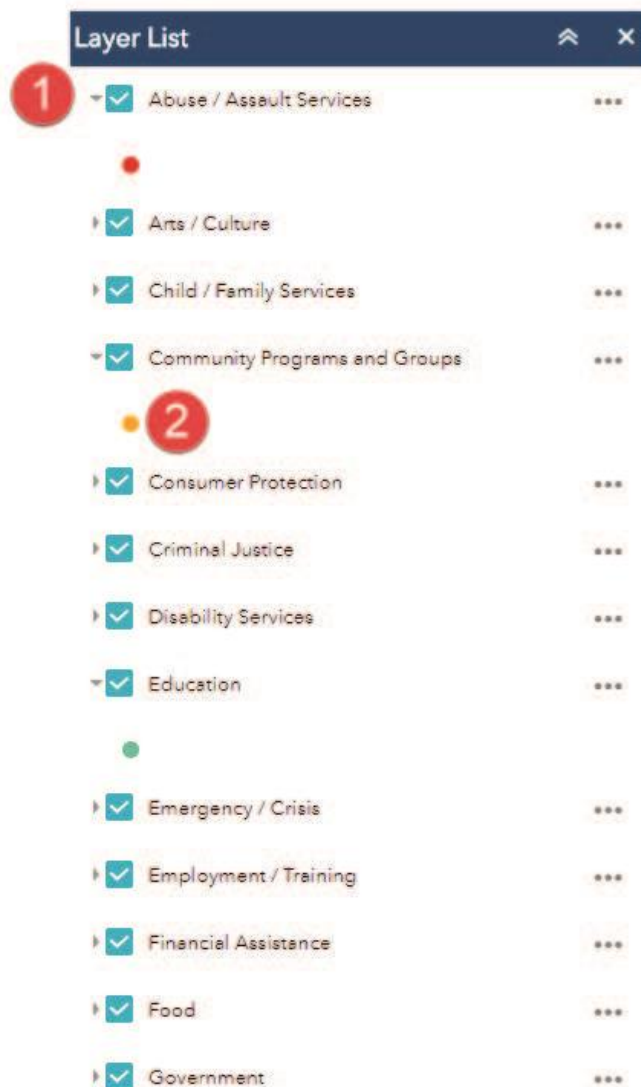 Layer List
1
Abuse / Assault Services
Arts / Culture
Child / Family Services
Community Programs and Groups
2
Consumer Protection
Criminal Justice
Disability Services
Education
Emergency / Crisis
Employment / Training
Financial Assistance
Food
Government